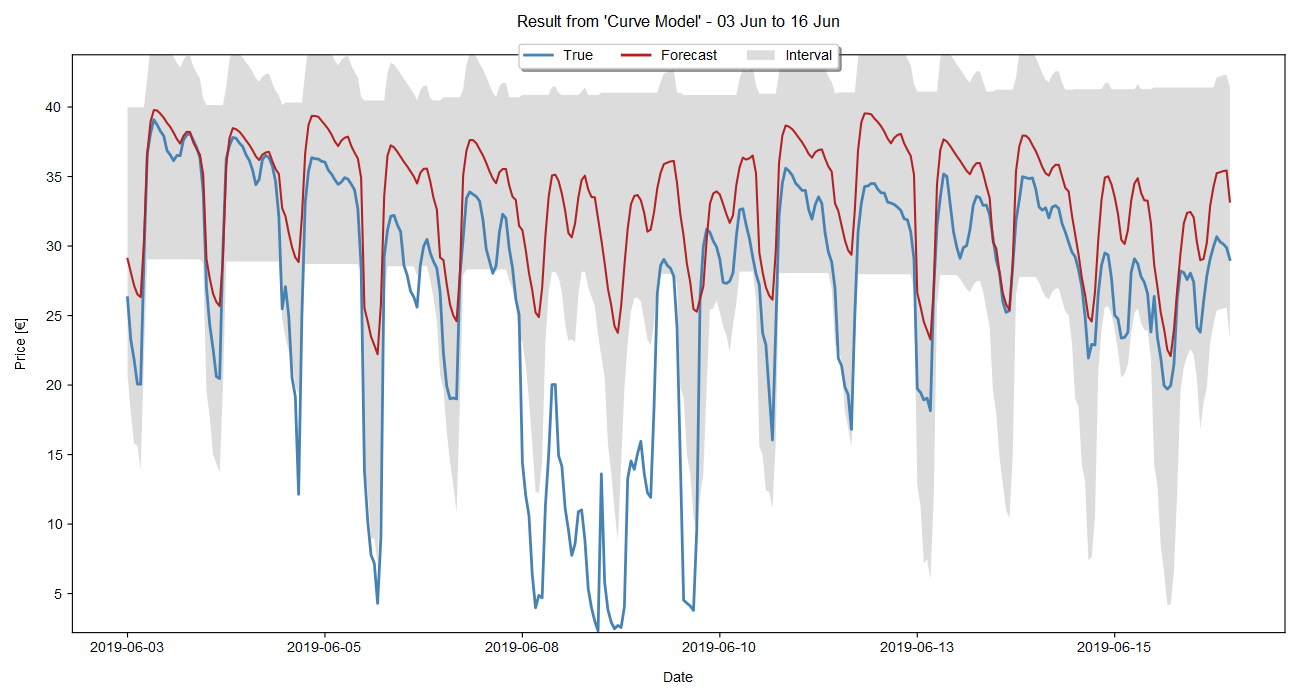 Result from 'Curve Model' - 03 Jun to 16 Jun
True Forecast Interval
Price [€]
40
35
30
25
20
15
10
5
2019-06-03 2019-06-05 2019-06-08 2019-06-10 2019-06-13 2019-06-15
Date